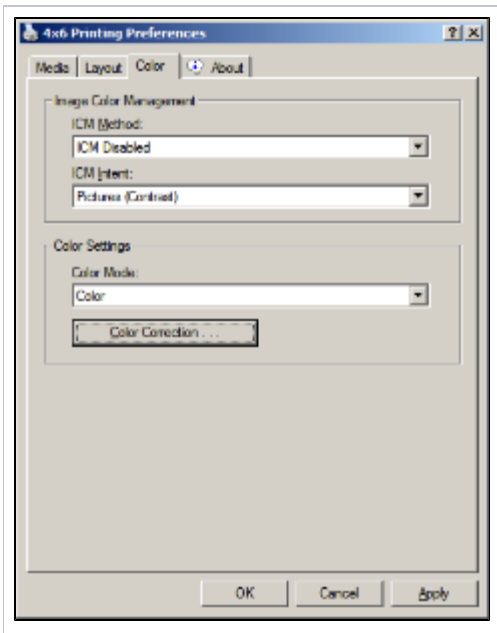 4x6 Printing Preferences
Media Layout Color About
Image Color Management
ICM Method:
ICM Disabled
ICM Intent:
Pictures (Contrast)
Color Settings
Color Mode:
Color
Color Correction . . .
OK Cancel Apply